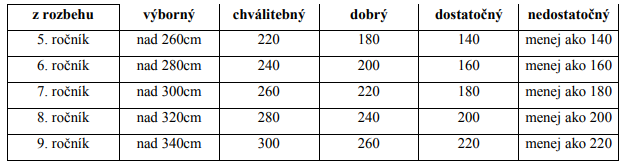 z rozbehu výborný chválitebný dobrý dostatočný nedostatočný
5. ročník nad 260cm 220 180 140 menej ako 140
6. ročník nad 280cm 240 200 160 menej ako 160
7. ročník nad 300cm 260 220 180 menej ako 180
8. ročník nad 320cm 280 240 200 menej ako 200
9. ročník nad 340cm 300 260 220 menej ako 220